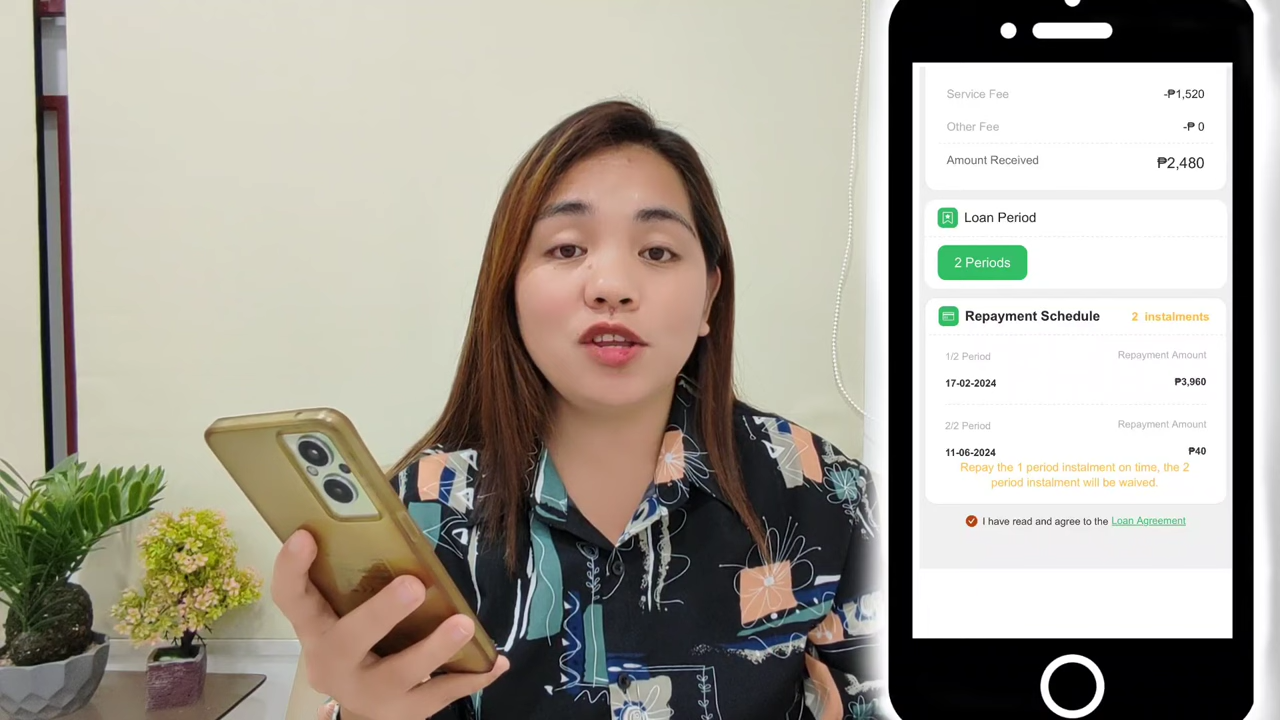 Service Fee -₱1,520
Other Fee -₱ 0
Amount Received ₱2,480
Loan Period
2 Periods
Repayment Schedule 2 instalments
1/2 Period Repayment Amount
17-02-2024 ₱3,960
2/2 Period Repayment Amount
11-06-2024 ₱40
Repay the 1 period instalment on time, the 2
period instalment will be waived.
I have read and agree to the Loan Agreement